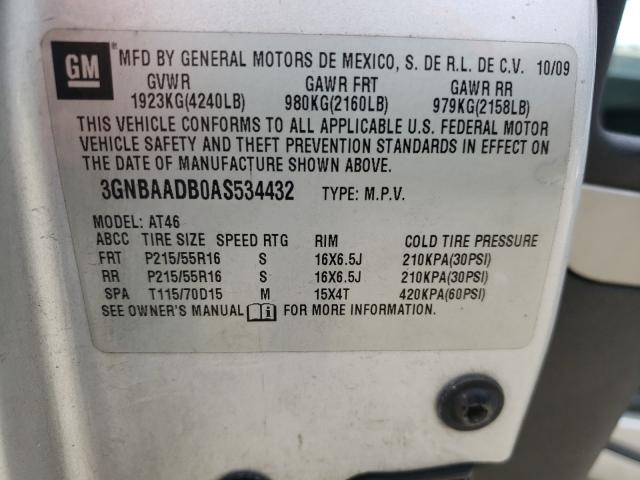 GM MFD BY GENERAL MOTORS DE MEXICO, S. DE R.L. DE C.V. 10/09
GVWR GAWR FRT GAWR RR
1923KG(4240LB) 980KG(2160LB) 979KG(2158LB)
THIS VEHICLE CONFORMS TO ALL APPLICABLE U.S. FEDERAL MOTOR
VEHICLE SAFETY AND THEFT PREVENTION STANDARDS IN EFFECT ON
THE DATE OF MANUFACTURE SHOWN ABOVE.
3GNBAADB0AS534432 TYPE: M.P.V.
MODEL: AT46
ABCC TIRE SIZE SPEED RTG RIM COLD TIRE PRESSURE
FRT P215/55R16 S 16X6.5J 210KPA(30PSI)
RR P215/55R16 S 16X6.5J 210KPA(30PSI)
SPA T115/70D15 M 15X4T 420KPA(60PSI)
SEE OWNER'S MANUAL FOR MORE INFORMATION.